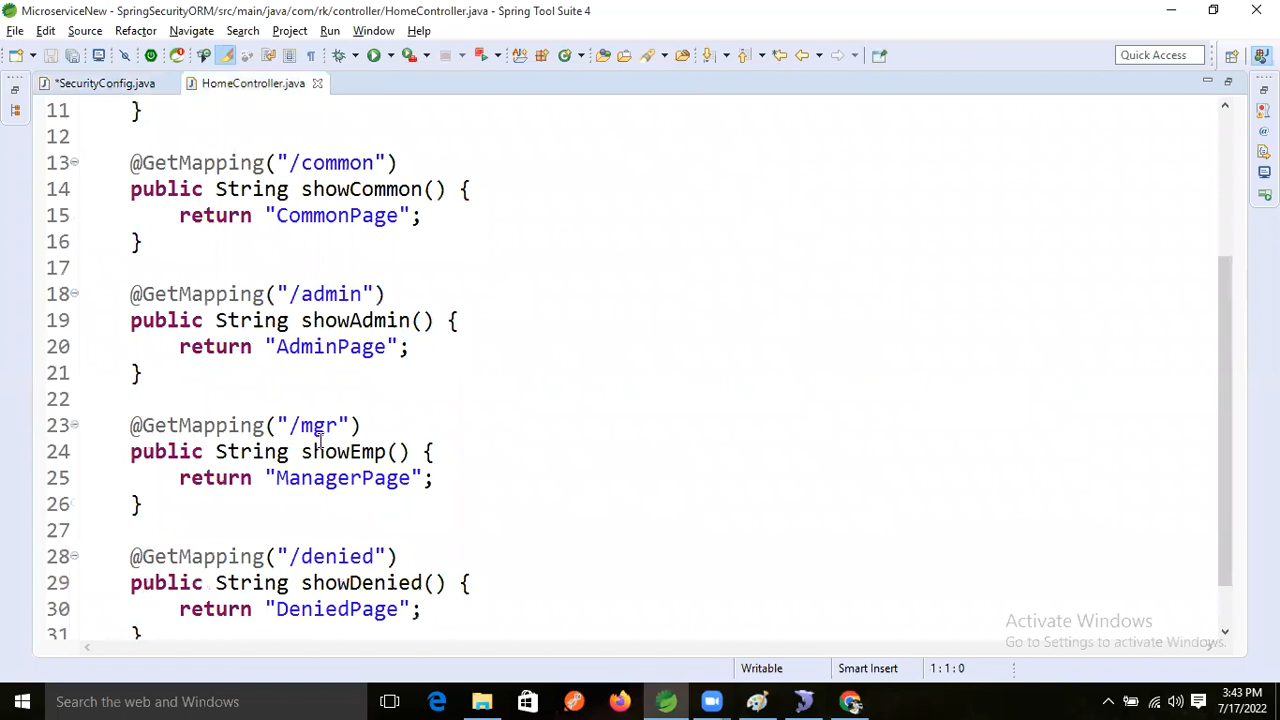 MicroserviceNew - SpringSecurityORM/src/main/java/com/rk/controller/HomeController.java - Spring Tool Suite 4
File Edit Source Refactor Navigate Search Project Run Window Help
Quick Access
*SecurityConfig.java HomeController.java
11 }
12
13 @GetMapping("/common")
14 public String showCommon() {
15 return "CommonPage";
16 }
17
18 @GetMapping("/admin")
19 public String showAdmin() {
20 return "AdminPage";
21 }
22
23 @GetMapping("/mgr")
24 public String showEmp() {
25 return "ManagerPage";
26 }
27
28 @GetMapping("/denied")
29 public String showDenied() {
30 return "DeniedPage";
31 }
Activate Windows
Go to Settings to activate Windows.
Writable Smart Insert 1 : 1 : 0
Search the web and Windows
3:43 PM
7/17/2022